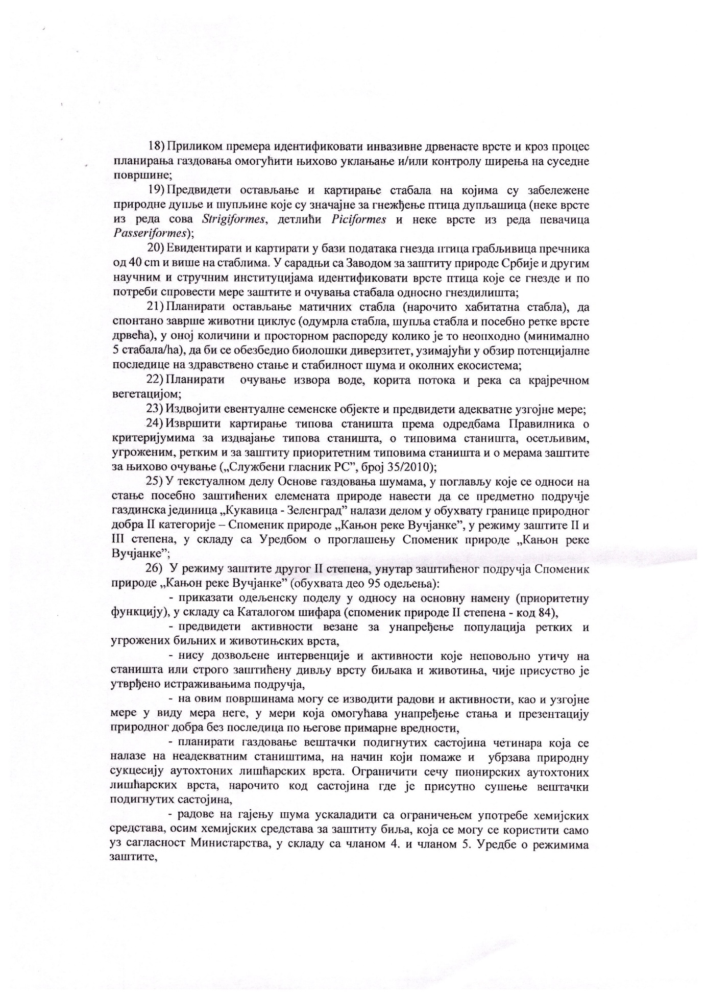 18) Приликом премера идентификовати инвазивне дрвенасте врсте и кроз процес
планирања газдовања омогућити њихово уклањање и/или контролу ширења на суседне
површине;
19) Предвидети остављање и картирање стабала на којима су забележене
природне дупље и шупљине које су значајне за гнежђење птица дупљашица (неке врсте
из реда сова Strigiformes, детлићи Piciformes и неке врсте из реда певачица
Passeriformes);
20) Евидентирати и картирати у бази података гнезда птица грабљивица пречника
од 40 cm и више на стаблима. У сарадњи са Заводом за заштиту природе Србије и другим
научним и стручним институцијама идентификовати врсте птица које се гнезде и по
потреби спровести мере заштите и очувања стабала односно гнездилишта;
21) Планирати остављање матичних стабла (нарочито хабитатна стабла), да
спонтано заврше животни циклус (одумрла стабла, шупља стабла и посебно ретке врсте
дрвећа), у оној количини и просторном распореду колико је то неопходно (минимално
5 стабала/ha), да би се обезбедио биолошки диверзитет, узимајући у обзир потенцијалне
последице на здравствено стање и стабилност шума и околних екосистема;
22) Планирати очување извора воде, корита потока и река са крајречном
вегетацијом;
23) Издвојити евентуалне семенске објекте и предвидети адекватне узгојне мере;
24) Извршити картирање типова станишта према одредбама Правилника о
критеријумима за издвајање типова станишта, о типовима станишта, осетљивим,
угроженим, ретким и за заштиту приоритетним типовима станишта и о мерама заштите
за њихово очување („Службени гласник РС”, број 35/2010);
25) У текстуалном делу Основе газдовања шумама, у поглављу које се односи на
стање посебно заштићених елемената природе навести да се предметно подручје
газдинска јединица „Кукавица - Зеленград” налази делом у обухвату границе природног
добра II категорије – Споменик природе „Кањон реке Вучјанке”, у режиму заштите II и
III степена, у складу са Уредбом о проглашењу Споменик природе „Кањон реке
Вучјанке”;
26) У режиму заштите другог II степена, унутар заштићеног подручја Споменик
природе „Кањон реке Вучјанке” (обухвата део 95 одељења):
- приказати одељенску поделу у односу на основну намену (приоритетну
функцију), у складу са Каталогом шифара (споменик природе II степена - код 84),
- предвидети активности везане за унапређење популација ретких и
угрожених биљних и животињских врста,
- нису дозвољене интервенције и активности које неповољно утичу на
станишта или строго заштићену дивљу врсту биљака и животиња, чије присуство је
утврђено истраживањима подручја,
- на овим површинама могу се изводити радови и активности, као и узгојне
мере у виду мера неге, у мери која омогућава унапређење стања и презентацију
природног добра без последица по његове примарне вредности,
- планирати газдовање вештачки подигнутих састојина четинара која се
налазе на неадекватним стаништима, на начин који помаже и убрзава природну
сукцесију аутохтоних лишћарских врста. Ограничити сечу пионирских аутохтоних
лишћарских врста, нарочито код састојина где је присутно сушење вештачки
подигнутих састојина,
- радове на гајењу шума ускаладити са ограничењем употребе хемијских
средстава, осим хемијских средстава за заштиту биља, која се могу се користити само
уз сагласност Министарства, у складу са чланом 4. и чланом 5. Уредбе о режимима
заштите,